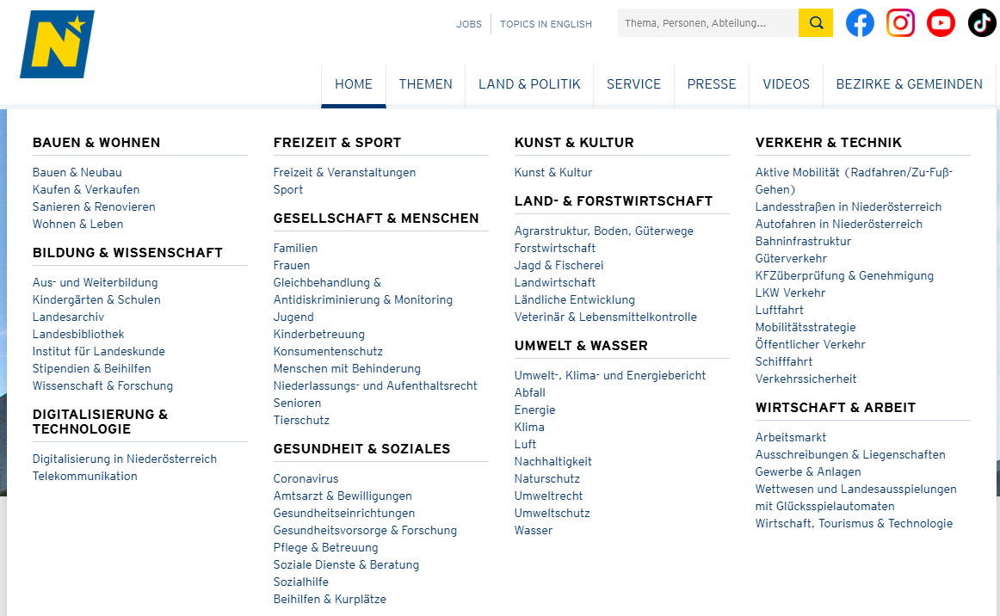 N
JOBS
TOPICS IN ENGLISH
Thema, Personen, Abteilung...
HOME
THEMEN
LAND & POLITIK
SERVICE
PRESSE
VIDEOS
BEZIRKE & GEMEINDEN
BAUEN & WOHNEN
Bauen & Neubau
Kaufen & Verkaufen
Sanieren & Renovieren
Wohnen & Leben
BILDUNG & WISSENSCHAFT
Aus- und Weiterbildung
Kindergärten & Schulen
Landesarchiv
Landesbibliothek
Institut für Landeskunde
Stipendien & Beihilfen
Wissenschaft & Forschung
DIGITALISIERUNG &
TECHNOLOGIE
Digitalisierung in Niederösterreich
Telekommunikation
FREIZEIT & SPORT
Freizeit & Veranstaltungen
Sport
GESELLSCHAFT & MENSCHEN
Familien
Frauen
Gleichbehandlung &
Antidiskriminierung & Monitoring
Jugend
Kinderbetreuung
Konsumentenschutz
Menschen mit Behinderung
Niederlassungs- und Aufenthaltsrecht
Senioren
Tierschutz
GESUNDHEIT & SOZIALES
Coronavirus
Amtsarzt & Bewilligungen
Gesundheitseinrichtungen
Gesundheitsvorsorge & Forschung
Pflege & Betreuung
Soziale Dienste & Beratung
Sozialhilfe
Beihilfen & Kurplätze
KUNST & KULTUR
Kunst & Kultur
LAND- & FORSTWIRTSCHAFT
Agrarstruktur, Boden, Güterwege
Forstwirtschaft
Jagd & Fischerei
Landwirtschaft
Ländliche Entwicklung
Veterinär & Lebensmittelkontrolle
UMWELT & WASSER
Umwelt-, Klima- und Energiebericht
Abfall
Energie
Klima
Luft
Nachhaltigkeit
Naturschutz
Umweltrecht
Umweltschutz
Wasser
VERKEHR & TECHNIK
Aktive Mobilität (Radfahren/Zu-Fuß-
Gehen)
Landesstraßen in Niederösterreich
Autofahren in Niederösterreich
Bahninfrastruktur
Güterverkehr
KFZüberprüfung & Genehmigung
LKW Verkehr
Luftfahrt
Mobilitätsstrategie
Öffentlicher Verkehr
Schifffahrt
Verkehrssicherheit
WIRTSCHAFT & ARBEIT
Arbeitsmarkt
Ausschreibungen & Liegenschaften
Gewerbe & Anlagen
Wettwesen und Landesausspielungen
mit Glücksspielautomaten
Wirtschaft, Tourismus & Technologie